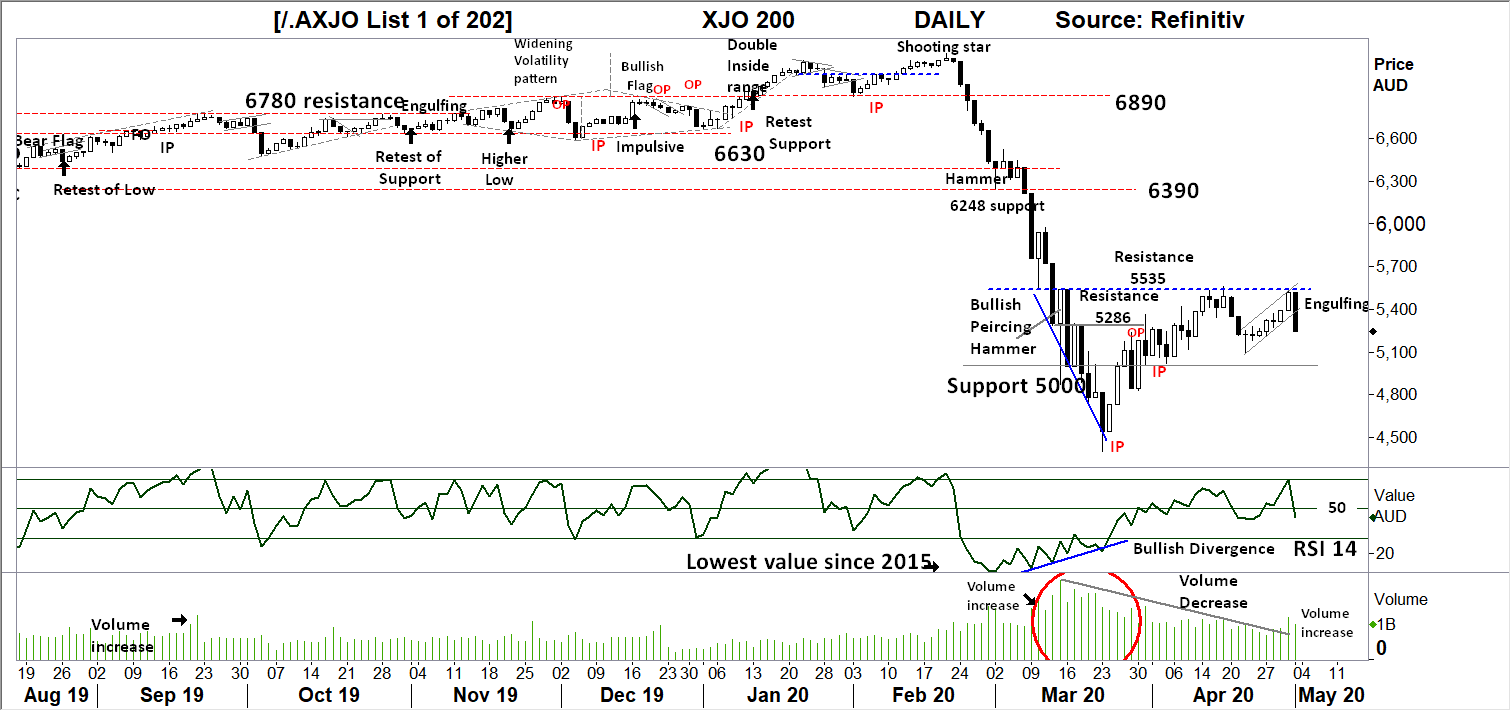 [/.AXJO List 1 of 202] XJO 200 DAILY Source: Refinitiv
Widening
Volatility
pattern
Bullish
Flag
OP
OP
OP
Double
Inside
range
Shooting star
Price
AUD
6780 resistance
Engulfing
6890
IP
IP
Retest
Support
Bear Flag
FD
IP
IP
Impulsive
6630
Retest of
Support
Higher
Low
Retest of Low
Hammer
6390
6248 support
6,600
6,300
6,000
5,700
5,400
5,100
4,800
4,500
Resistance
5535
Resistance
5286
OP
Engulfing
Bullish
Peircing
Hammer
Support 5000
IP
IP
Value
AUD
50
20
Bullish Divergence
RSI 14
Lowest value since 2015
Volume
increase
Volume
increase
Volume
Decrease
Volume
increase
Volume
1B
0
19 26 02 09 16 23 30 07 14 21 28 04 11 18 25 02 09 16 23 30 06 13 20 28 03 10 17 24 02 09 16 23 30 06 14 20 27 04 11
Aug 19 Sep 19 Oct 19 Nov 19 Dec 19 Jan 20 Feb 20 Mar 20 Apr 20 May 20